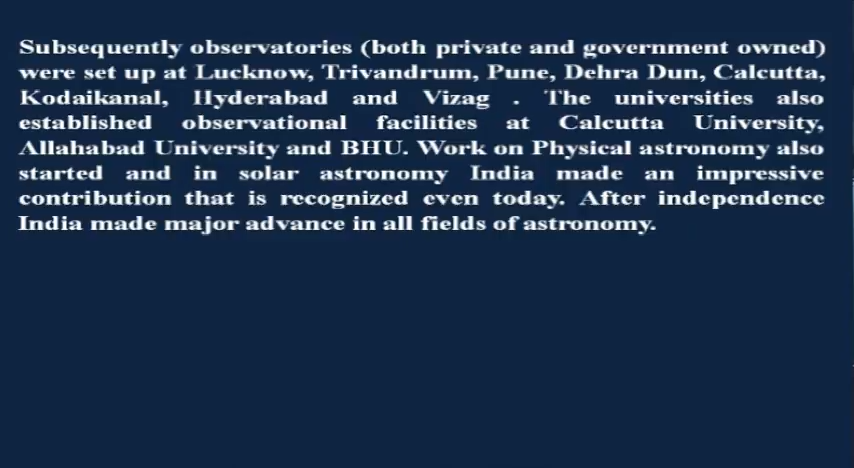 Subsequently observatories (both private and government owned)
were set up at Lucknow, Trivandrum, Pune, Dehra Dun, Calcutta,
Kodaikanal, Hyderabad and Vizag . The universities also
established observational facilities at Calcutta University,
Allahabad University and BHU. Work on Physical astronomy also
started and in solar astronomy India made an impressive
contribution that is recognized even today. After independence
India made major advance in all fields of astronomy.